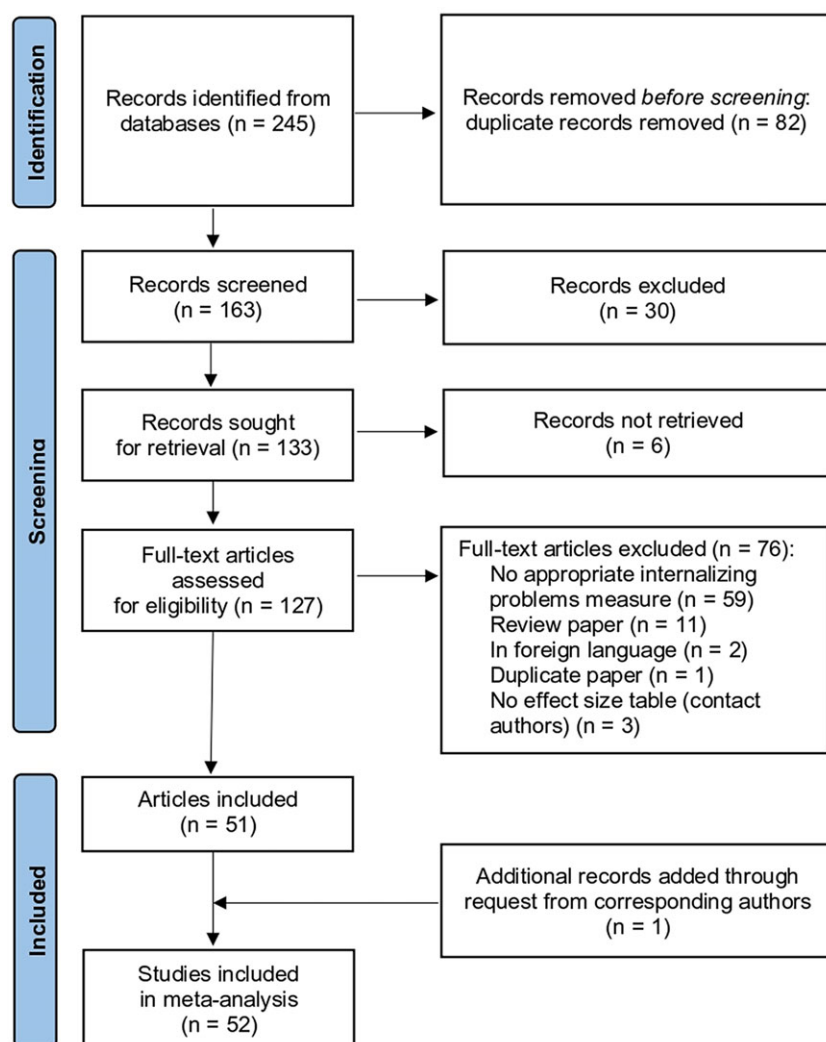 Identification
Records identified from
databases (n = 245)
Records removed before screening:
duplicate records removed (n = 82)
Screening
Records screened
(n = 163)
Records excluded
(n = 30)
Records sought
for retrieval (n = 133)
Records not retrieved
(n = 6)
Full-text articles
assessed
for eligibility (n = 127)
Full-text articles excluded (n = 76):
No appropriate internalizing
problems measure (n = 59)
Review paper (n = 11)
In foreign language (n = 2)
Duplicate paper (n = 1)
No effect size table (contact
authors) (n = 3)
Included
Articles included
(n = 51)
Additional records added through
request from corresponding authors
(n = 1)
Studies included
in meta-analysis
(n = 52)